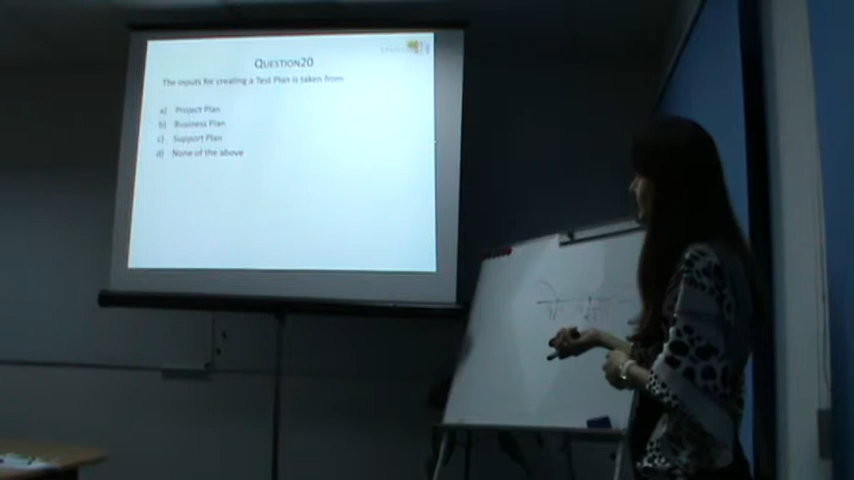 QUESTION20
The inputs for creating a Test Plan is taken from
a) Project Plan
b) Business Plan
c) Support Plan
d) None of the above